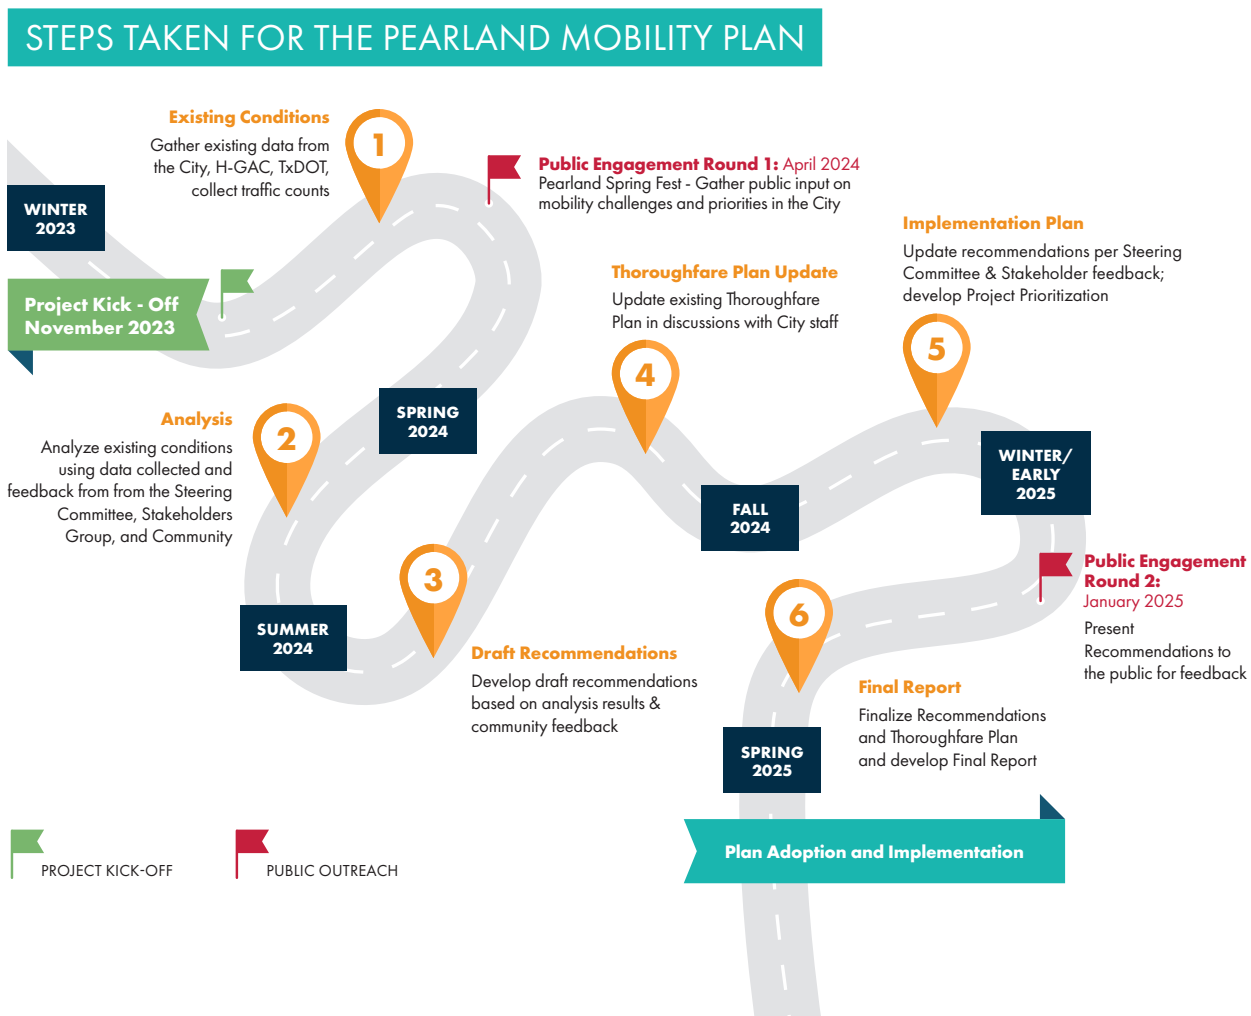 STEPS TAKEN FOR THE PEARLAND MOBILITY PLAN
Existing Conditions
Gather existing data from
the City, H-GAC, TxDOT,
collect traffic counts
1
Public Engagement Round 1: April 2024
Pearland Spring Fest - Gather public input on
mobility challenges and priorities in the City
WINTER
2023
Project Kick - Off
November 2023
Implementation Plan
Update recommendations per Steering
Committee & Stakeholder feedback;
develop Project Prioritization
5
Thoroughfare Plan Update
Update existing Thoroughfare
Plan in discussions with City staff
4
SPRING
2024
Analysis
Analyze existing conditions
using data collected and
feedback from from the Steering
Committee, Stakeholders
Group, and Community
2
WINTER/
EARLY
2025
FALL
2024
Public Engagement
Round 2:
January 2025
Present
Recommendations to
the public for feedback
3
SUMMER
2024
Draft Recommendations
Develop draft recommendations
based on analysis results &
community feedback
6
Final Report
Finalize Recommendations
and Thoroughfare Plan
and develop Final Report
SPRING
2025
Plan Adoption and Implementation
PROJECT KICK-OFF
PUBLIC OUTREACH